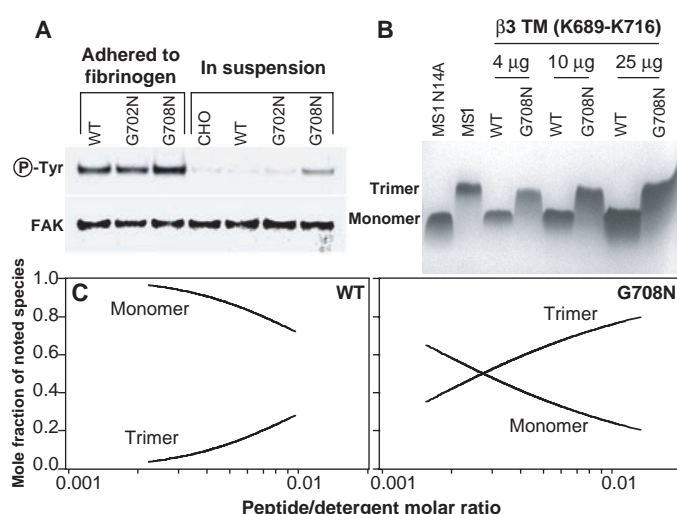 A
Adhered to
fibrinogen
In suspension
WT
G702N
G708N
CHO
WT
G702N
G708N
Ⓟ-Tyr
FAK
B
β3 TM (K689-K716)
4 μg 10 μg 25 μg
MS1 N14A
MS1
WT
G708N
WT
G708N
WT
G708N
Trimer
Monomer
Mole fraction of noted species
1.0
0.8
0.6
0.4
0.2
0.0
C
WT
Monomer
Trimer
0.001 0.01
G708N
Trimer
Monomer
0.001 0.01
Peptide/detergent molar ratio